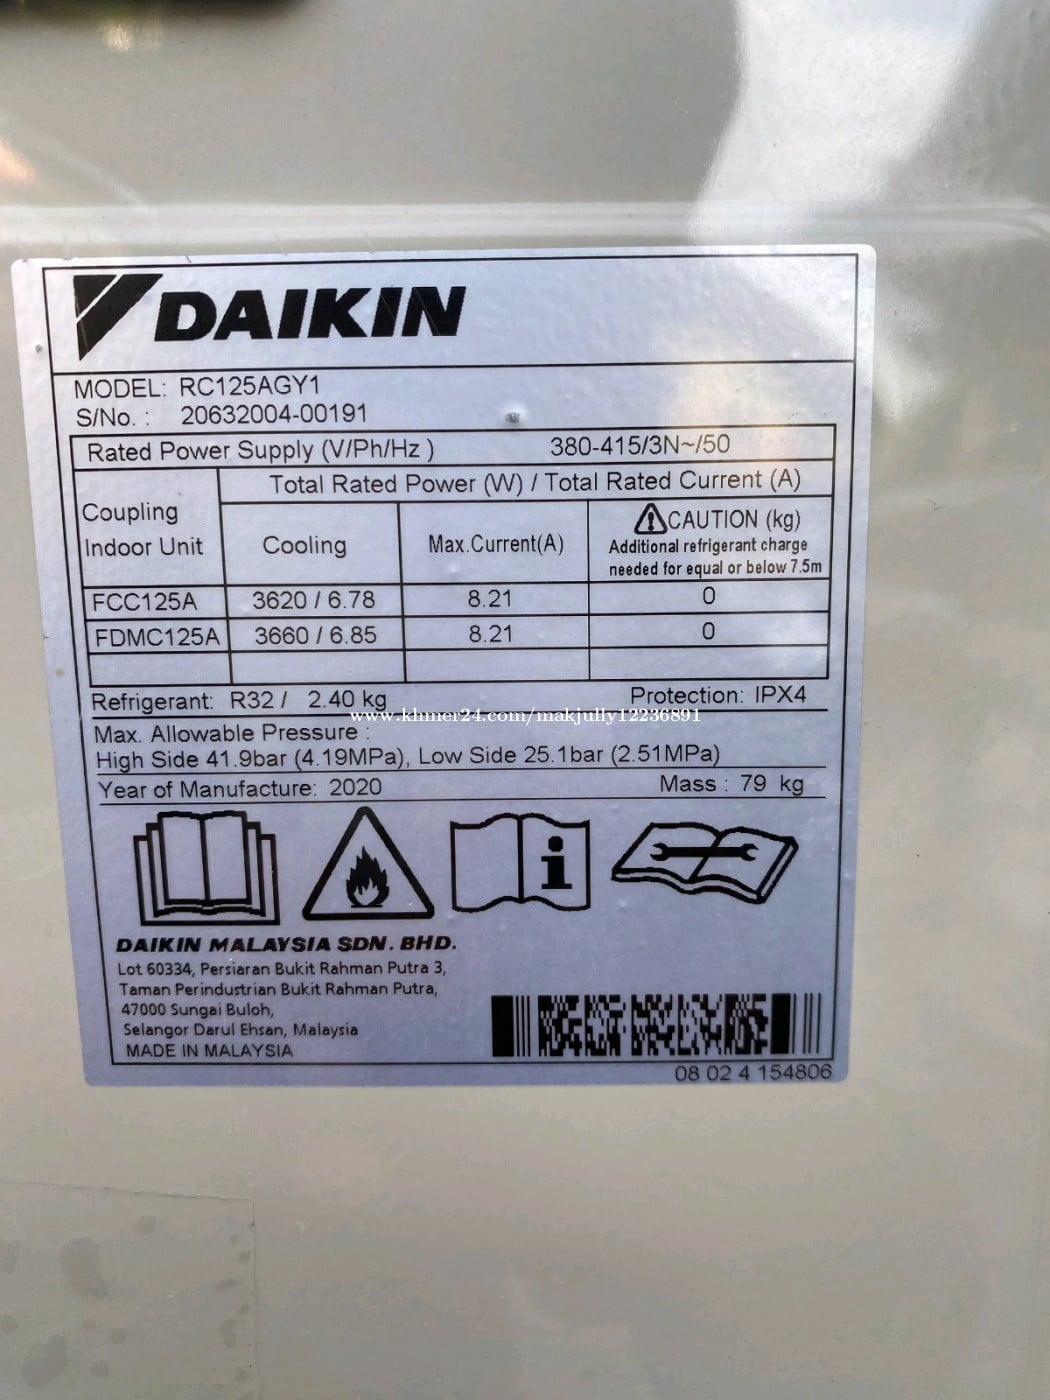 DAIKIN
MODEL: RC125AGY1
S/No. : 20632004-00191
Rated Power Supply (V/Ph/Hz ) 380-415/3N~/50
Total Rated Power (W) / Total Rated Current (A)
Coupling
Indoor Unit
Cooling
Max.Current(A)
CAUTION (kg)
Additional refrigerant charge
needed for equal or below 7.5m
FCC125A 3620 / 6.78 8.21 0
FDMC125A 3660 / 6.85 8.21 0
Refrigerant: R32 / 2.40 kg Protection: IPX4
www.khmer24.com/makjully12236891
Max. Allowable Pressure :
High Side 41.9bar (4.19MPa), Low Side 25.1bar (2.51MPa)
Year of Manufacture: 2020 Mass : 79 kg
DAIKIN MALAYSIA SDN. BHD.
Lot 60334, Persiaran Bukit Rahman Putra 3,
Taman Perindustrian Bukit Rahman Putra,
47000 Sungai Buloh,
Selangor Darul Ehsan, Malaysia
MADE IN MALAYSIA
08 02 4 154806